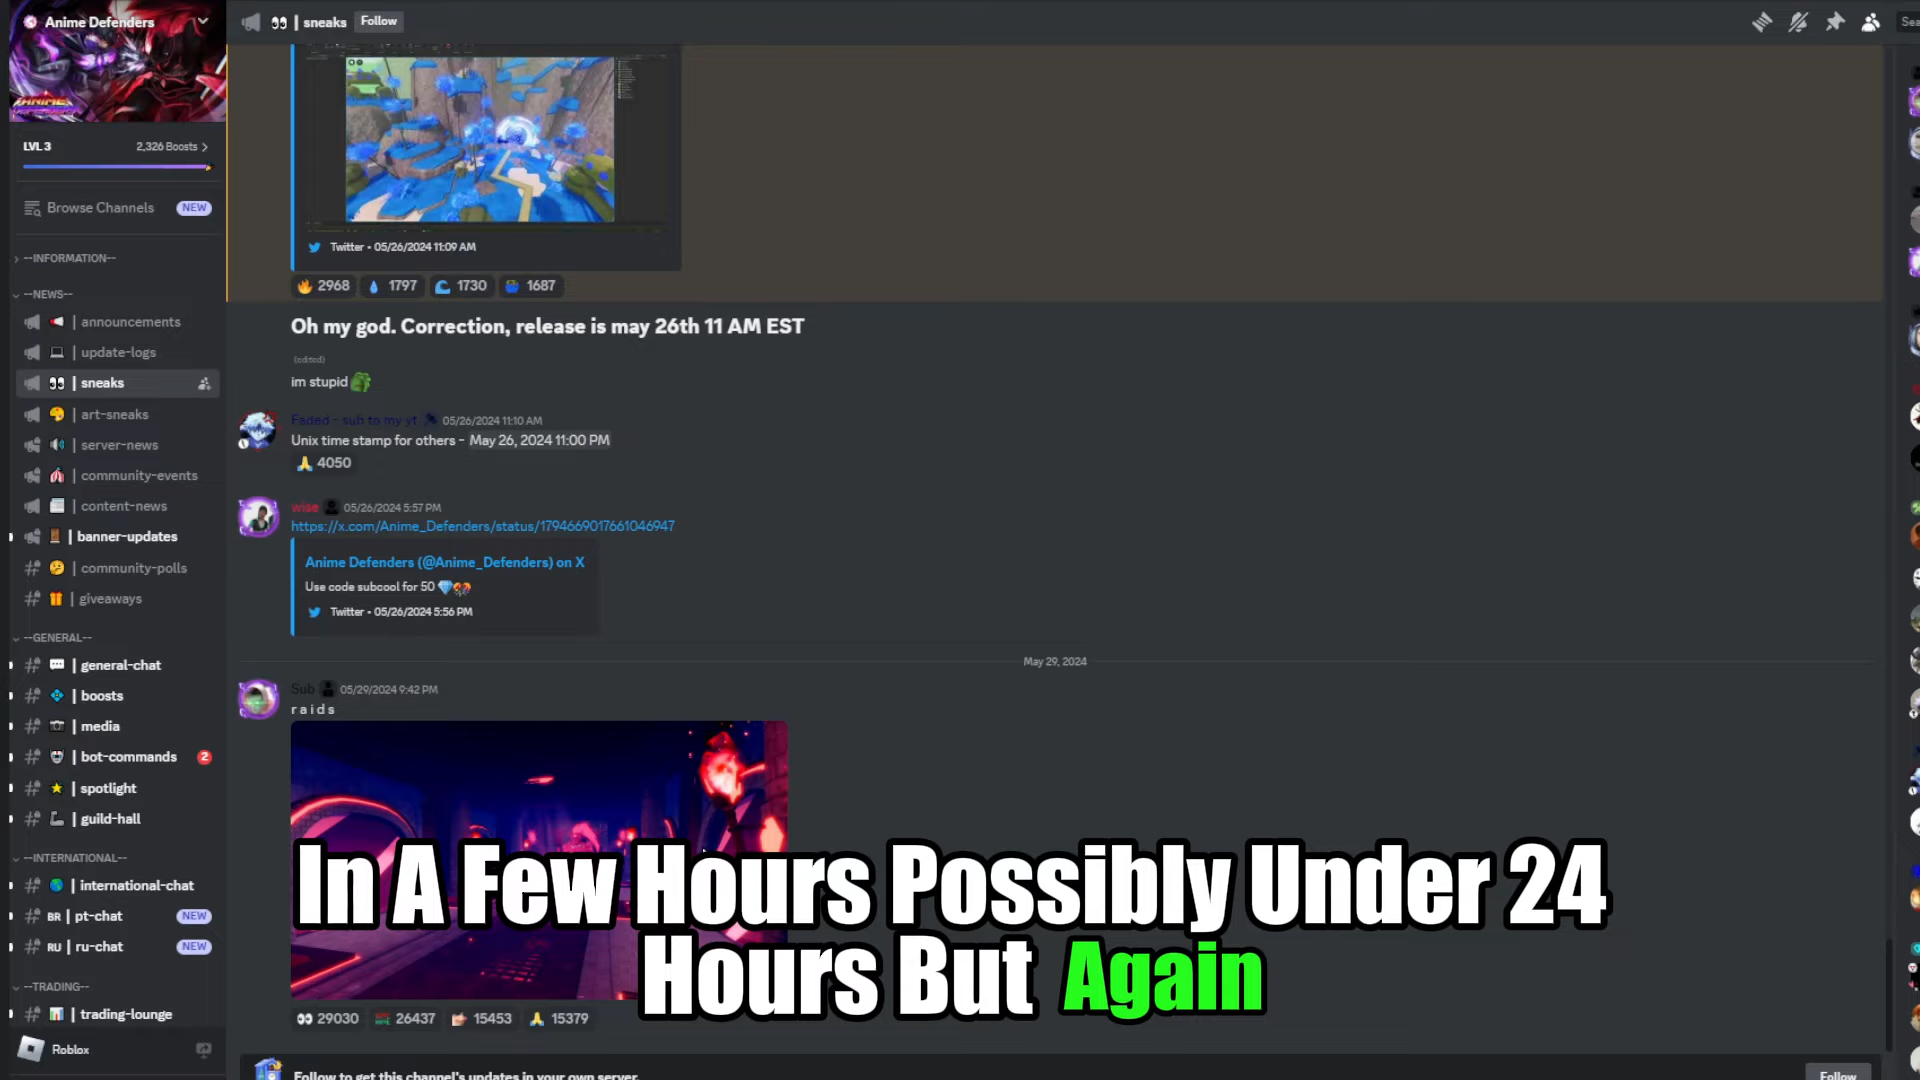 Anime Defenders
LVL 3
2,326 Boosts
Browse Channels
NEW
--INFORMATION--
--NEWS--
| announcements
| update-logs
| sneaks
| art-sneaks
| server-news
| community-events
| content-news
| banner-updates
| community-polls
| giveaways
--GENERAL--
| general-chat
| boosts
| media
| bot-commands
2
| spotlight
| guild-hall
--INTERNATIONAL--
| international-chat
BR | pt-chat
NEW
RU | ru-chat
NEW
--TRADING--
| trading-lounge
Roblox
| sneaks
Follow
Sea
Twitter • 05/26/2024 11:09 AM
2968
1797
1730
1687
Oh my god. Correction, release is may 26th 11 AM EST
(edited)
im stupid
Faded - sub to my yt
05/26/2024 11:10 AM
Unix time stamp for others - May 26, 2024 11:00 PM
4050
wise
05/26/2024 5:57 PM
https://x.com/Anime_Defenders/status/1794669017661046947
Anime Defenders (@Anime_Defenders) on X
Use code subcool for 50
Twitter • 05/26/2024 5:56 PM
May 29, 2024
Sub
05/29/2024 9:42 PM
r a i d s
In A Few Hours Possibly Under 24
Hours But Again
29030
26437
15453
15379
Follow to get this channel's updates in your own server.
Follow